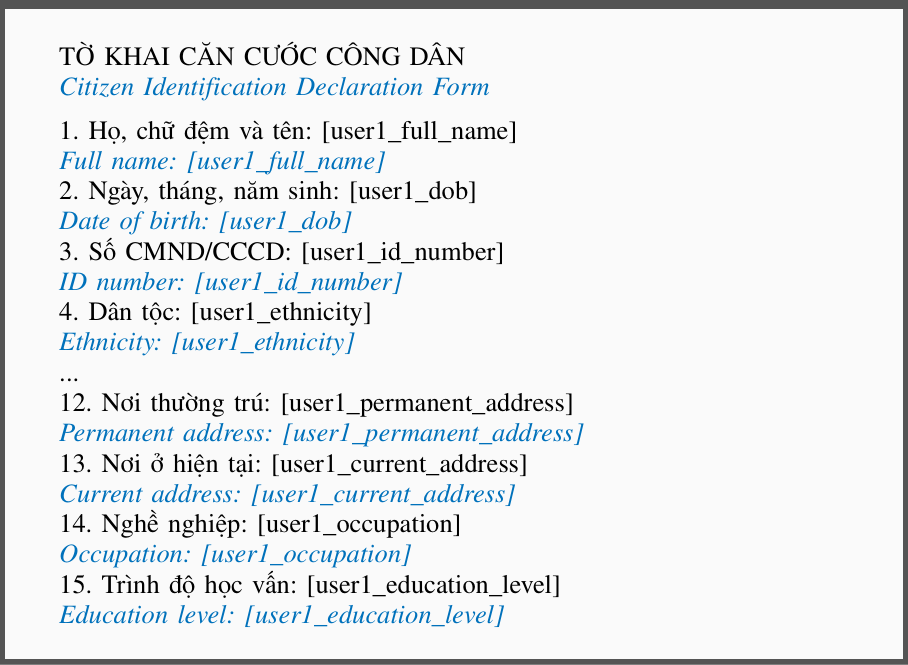 TỜ KHAI CĂN CƯỚC CÔNG DÂN
Citizen Identification Declaration Form
1. Họ, chữ đệm và tên: [user1_full_name]
Full name: [user1_full_name]
2. Ngày, tháng, năm sinh: [user1_dob]
Date of birth: [user1_dob]
3. Số CMND/CCCD: [user1_id_number]
ID number: [user1_id_number]
4. Dân tộc: [user1_ethnicity]
Ethnicity: [user1_ethnicity]
...
12. Nơi thường trú: [user1_permanent_address]
Permanent address: [user1_permanent_address]
13. Nơi ở hiện tại: [user1_current_address]
Current address: [user1_current_address]
14. Nghề nghiệp: [user1_occupation]
Occupation: [user1_occupation]
15. Trình độ học vấn: [user1_education_level]
Education level: [user1_education_level]